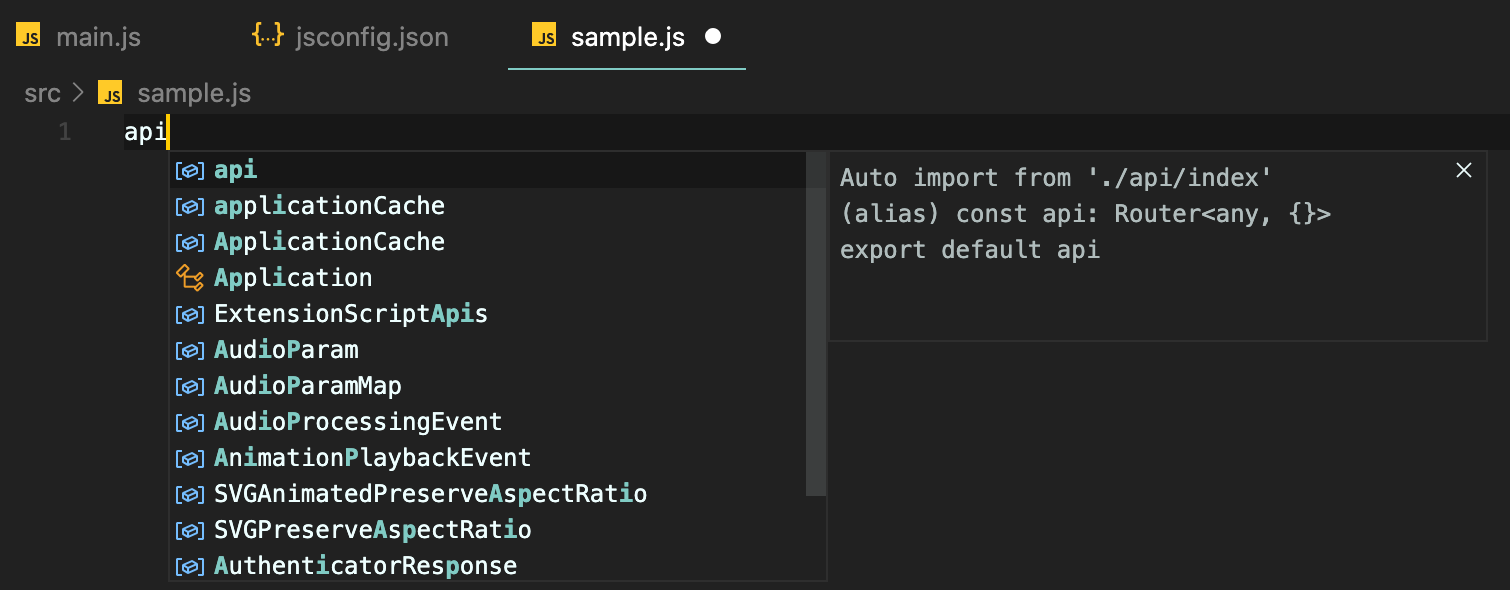 JS main.js {..} jsconfig.json JS sample.js
src > JS sample.js
1 api
api
applicationCache
ApplicationCache
Application
ExtensionScriptApis
AudioParam
AudioParamMap
AudioProcessingEvent
AnimationPlaybackEvent
SVGAnimatedPreserveAspectRatio
SVGPreserveAspectRatio
AuthenticatorResponse
Auto import from './api/index'
(alias) const api: Router<any, {}>
export default api